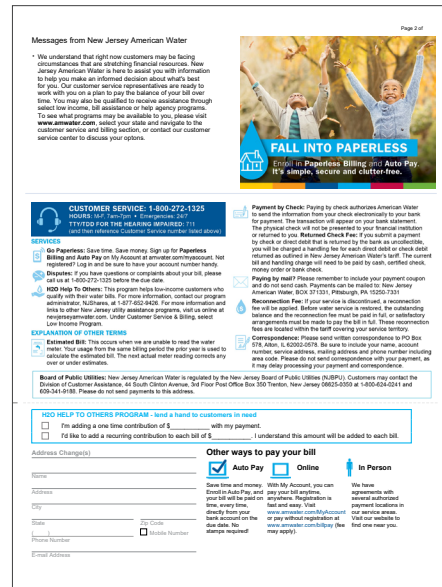 Page 2 of
Messages from New Jersey American Water
* We understand that right now customers may be facing
circumstances that are stretching financial resources. New
Jersey American Water is here to assist you with information
to help you make an informed decision about what's best
for you. Our customer service representatives are ready to
work with you on a plan to pay the balance of your bill over
time. You may also be qualified to receive assistance through
select low income, bill assistance or help agency programs.
To see what programs may be available to you, please visit
www.amwater.com, select your state and navigate to the
customer service and billing section, or contact our customer
service center to discuss your options.
FALL INTO PAPERLESS
Enroll in Paperless Billing and Auto Pay.
It's simple, secure and clutter-free.
CUSTOMER SERVICE: 1-800-272-1325
HOURS: M-F, 7am-7pm • Emergencies: 24/7
TTY/TDD FOR THE HEARING IMPAIRED: 711
(and then reference Customer Service number listed above)
SERVICES
Go Paperless: Save time. Save money. Sign up for Paperless
Billing and Auto Pay on My Account at amwater.com/myaccount. Not
registered? Log in and be sure to have your account number handy.
Disputes: If you have questions or complaints about your bill, please
call us at 1-800-272-1325 before the due date.
H2O Help To Others: This program helps low-income customers who
qualify with their water bills. For more information, contact our program
administrator, NJShares, at 1-877-652-9426. For more information and
links to other New Jersey utility assistance programs, visit us online at
newjerseyamwater.com. Under Customer Service & Billing, select
Low Income Program.
EXPLANATION OF OTHER TERMS
Estimated Bill: This occurs when we are unable to read the water
meter. Your usage from the same billed period the prior year is used to
calculate the estimated bill. The next actual meter reading corrects any
over or under estimates.
Payment by Check: Paying by check authorizes American Water
to send the information from your check electronically to your bank
for payment. The transaction will appear on your bank statement.
The physical check will not be presented to your financial institution
or returned to you. Returned Check Fee: If you submit a payment
by check or direct debit that is returned by the bank as uncollectible,
you will be charged a handling fee for each direct debit or check debit
returned as outlined in New Jersey American Water's tariff. The current
bill and handling charge will need to be paid by cash, certified check,
money order or bank check.
Paying by mail? Please remember to include your payment coupon
and do not send cash. Payments can be mailed to: New Jersey
American Water, BOX 371331, Pittsburgh, PA 15250-7331
Reconnection Fee: If your service is discontinued, a reconnection
fee will be applied. Before water service is restored, the outstanding
balance and the reconnection fee must be paid in full, or satisfactory
arrangements must be made to pay the bill in full. These reconnection
fees are located within the tariff covering your service territory.
Correspondence: Please send written correspondence to PO Box
578, Alton, IL 62002-0578. Be sure to include your name, account
number, service address, mailing address and phone number including
area code. Please do not send correspondence with your payment, as
it may delay processing your payment and correspondence.
Board of Public Utilities: New Jersey American Water is regulated by the New Jersey Board of Public Utilities (NJBPU). Customers may contact the
Division of Customer Assistance, 44 South Clinton Avenue, 3rd Floor Post Office Box 350 Trenton, New Jersey 08625-0350 at 1-800-624-0241 and
609-341-9188. Please do not send payments to this address.
H2O HELP TO OTHERS PROGRAM - lend a hand to customers in need
I'm adding a one time contribution of $__________ with my payment.
I'd like to add a recurring contribution to each bill of $__________. I understand this amount will be added to each bill.
Address Change(s)
Name
Address
City
State
Zip Code
( )
Mobile Number
Phone Number
E-mail Address
Other ways to pay your bill
Auto Pay
Online
In Person
Save time and money.
Enroll in Auto Pay, and
your bill will be paid on
time, every time,
directly from your
bank account on the
due date. No
stamps required!
With My Account, you can
pay your bill anytime,
anywhere. Registration is
fast and easy. Visit
www.amwater.com/MyAccount
or pay without registration at
www.amwater.com/billpay (fee
may apply).
We have
agreements with
several authorized
payment locations in
our service areas.
Visit our website to
find one near you.